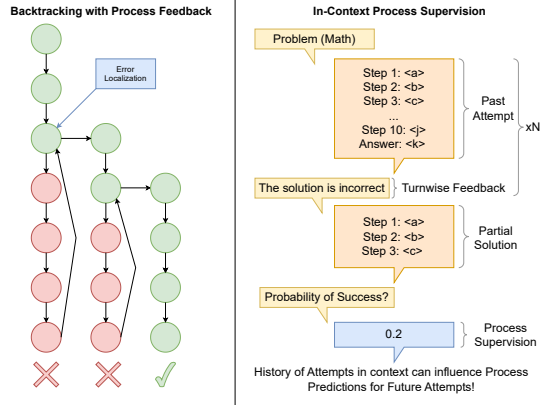 Backtracking with Process Feedback
Error
Localization
In-Context Process Supervision
Problem (Math)
Step 1: <a>
Step 2: <b>
Step 3: <c>
...
Step 10: <j>
Answer: <k>
Past
Attempt
xN
The solution is incorrect
Turnwise Feedback
Step 1: <a>
Step 2: <b>
Step 3: <c>
Partial
Solution
Probability of Success?
0.2
Process
Supervision
History of Attempts in context can influence Process
Predictions for Future Attempts!